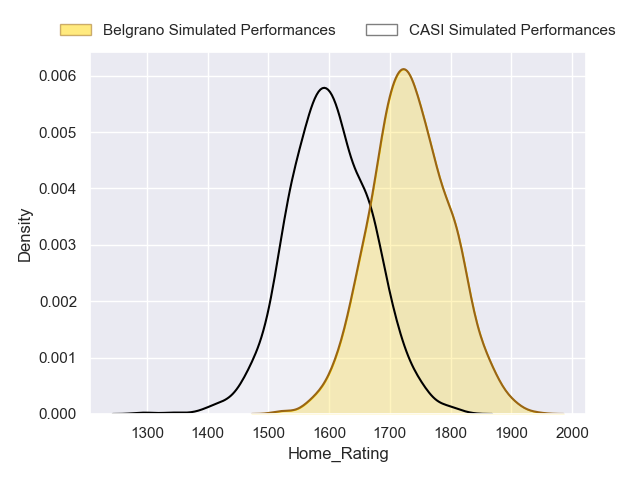 Belgrano Simulated Performances
CASI Simulated Performances
0.006
0.005
0.004
0.003
0.002
0.001
0.000
Density
1300 1400 1500 1600 1700 1800 1900 2000
Home_Rating